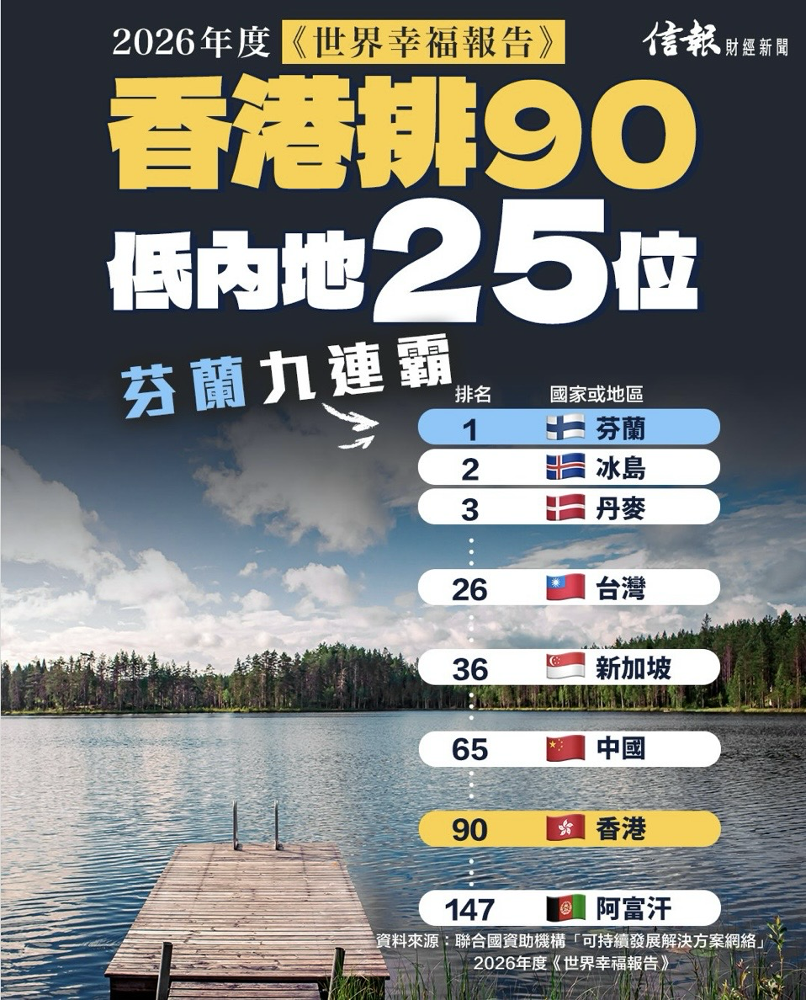 2026年度《世界幸福報告》
信報 財經新聞
香港排90
低內地25位
芬蘭九連霸
排名 國家或地區
1 芬蘭
2 冰島
3 丹麥
26 台灣
36 新加坡
65 中國
90 香港
147 阿富汗
資料來源：聯合國資助機構「可持續發展解決方案網絡」
2026年度《世界幸福報告》